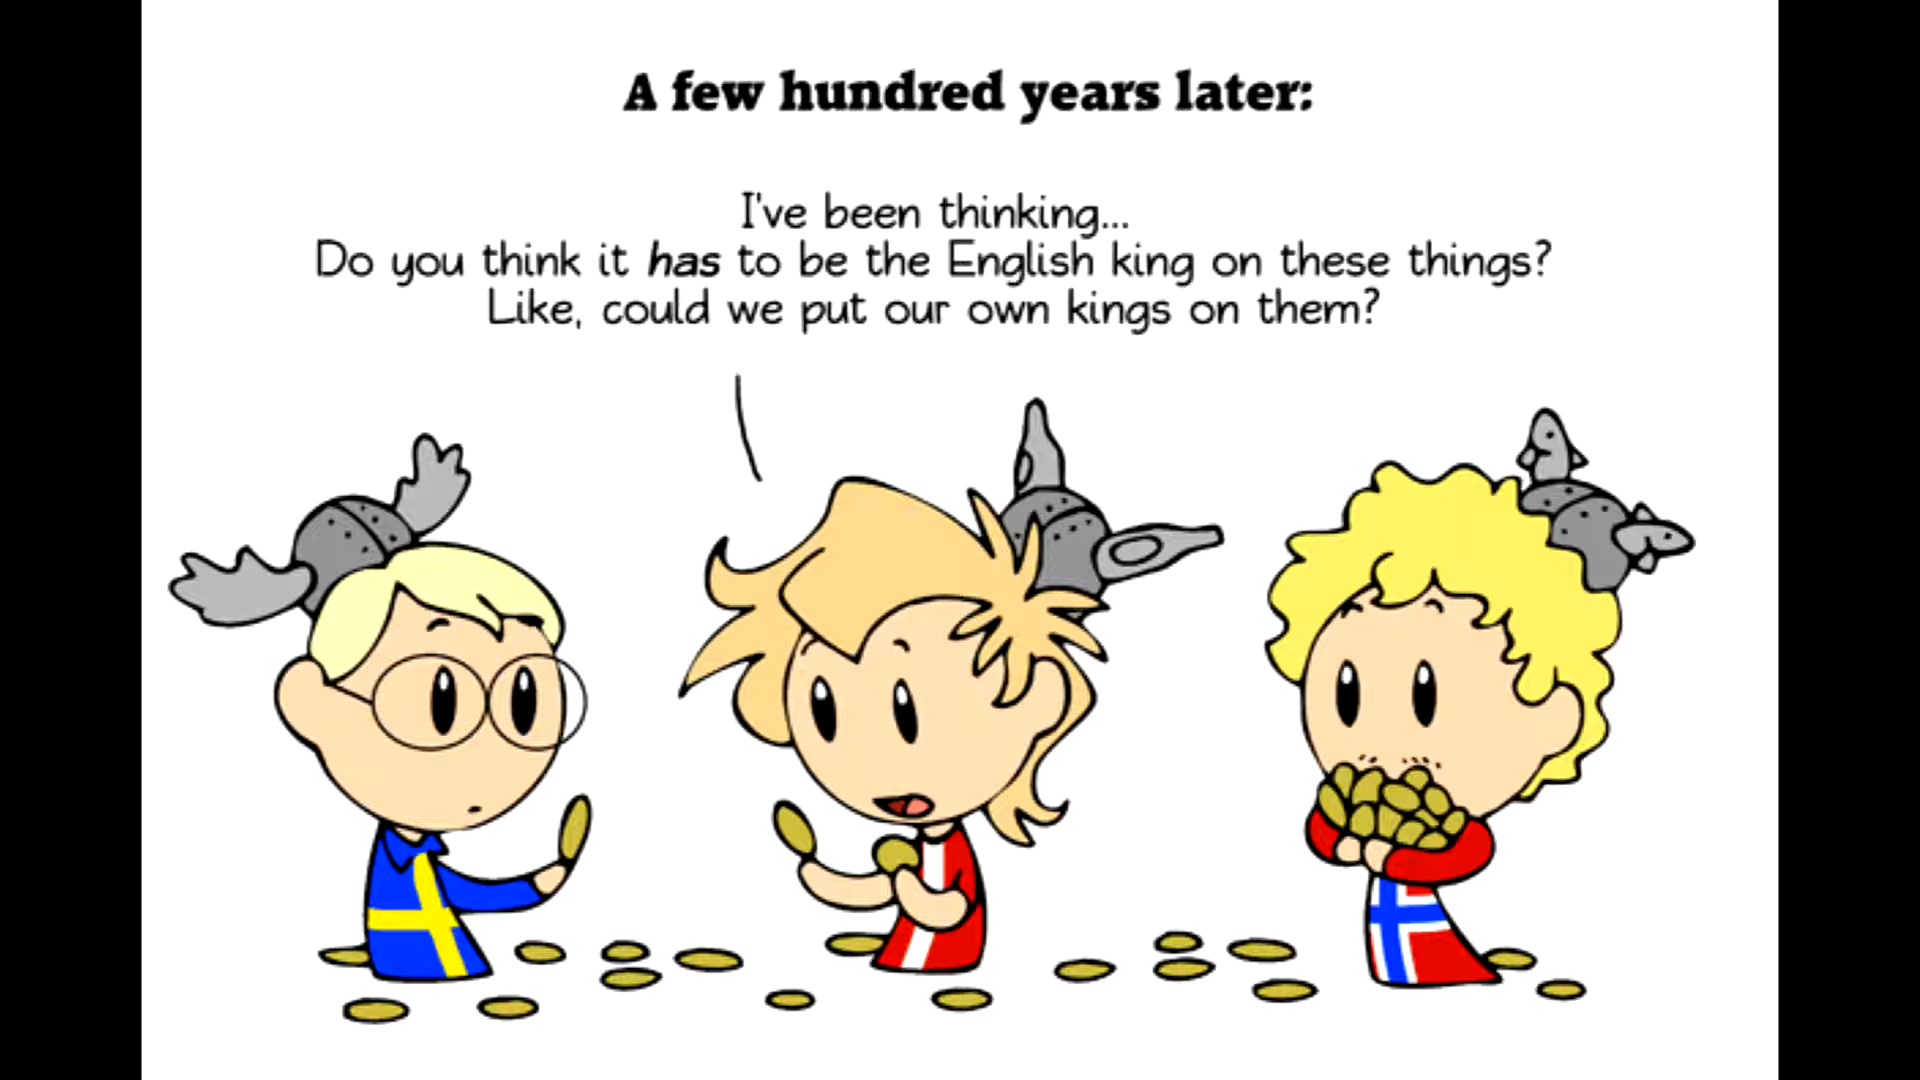 A few hundred years later:
I've been thinking...
Do you think it has to be the English king on these things?
Like, could we put our own kings on them?